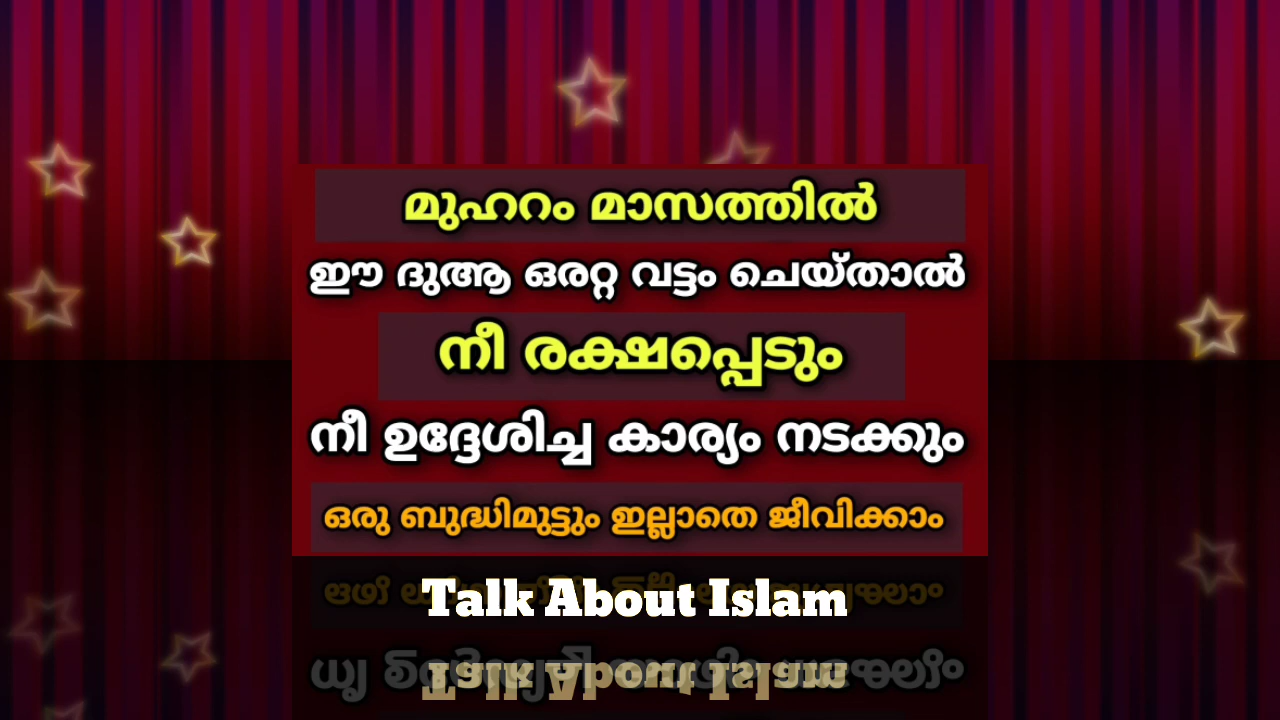 മുഹറം മാസത്തിൽ
ഈ ദുആ ഒരറ്റ വട്ടം ചെയ്താൽ
നീ രക്ഷപ്പെടും
നീ ഉദ്ദേശിച്ച കാര്യം നടക്കും
ഒരു ബുദ്ധിമുട്ടും ഇല്ലാതെ ജീവിക്കാം
Talk About Islam